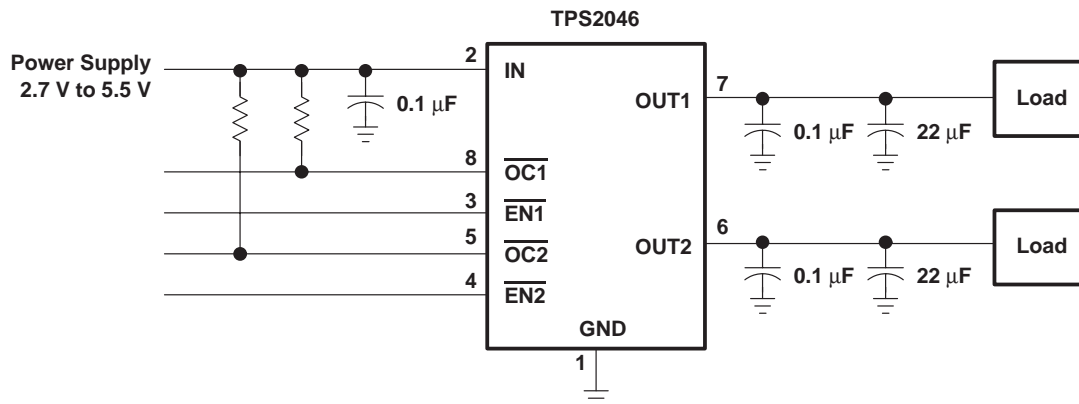 TPS2046
Power Supply
2.7 V to 5.5 V
2
IN
0.1 μF
OUT1
7
0.1 μF
22 μF
Load
8
OC1
3
EN1
5
OC2
4
EN2
OUT2
6
0.1 μF
22 μF
Load
GND
1